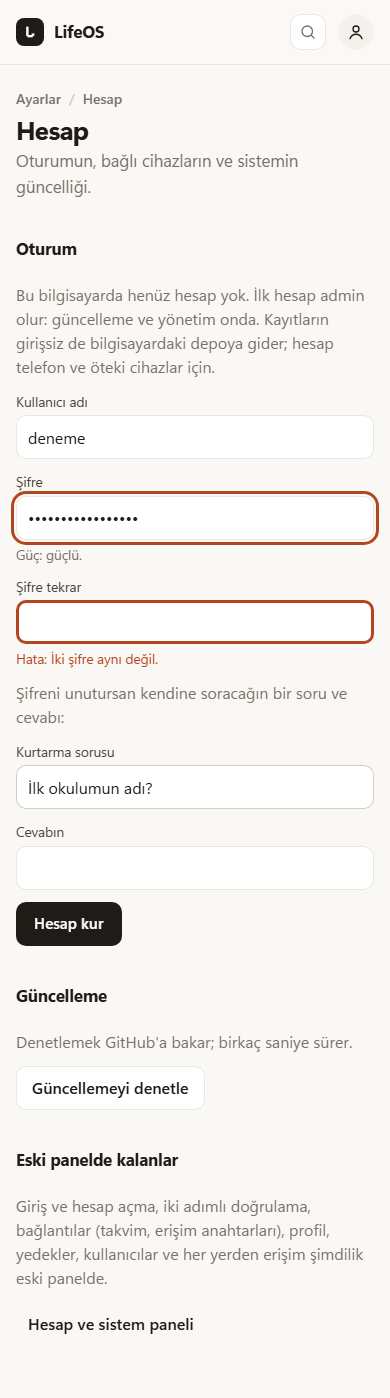 LifeOS
Ayarlar / Hesap
Hesap
Oturumun, bağlı cihazların ve sistemin
güncelliği.
Oturum
Bu bilgisayarda henüz hesap yok. İlk hesap admin
olur: güncelleme ve yönetim onda. Kayıtların
girişsiz de bilgisayardaki depoya gider; hesap
telefon ve öteki cihazlar için.
Kullanıcı adı
deneme
Şifre
•••••••••••••••••
Güç: güçlü.
Şifre tekrar
Hata: İki şifre aynı değil.
Şifreni unutursan kendine soracağın bir soru ve
cevabı:
Kurtarma sorusu
İlk okulumun adı?
Cevabın
Hesap kur
Güncelleme
Denetlemek GitHub'a bakar; birkaç saniye sürer.
Güncellemeyi denetle
Eski panelde kalanlar
Giriş ve hesap açma, iki adımlı doğrulama,
bağlantılar (takvim, erişim anahtarları), profil,
yedekler, kullanıcılar ve her yerden erişim şimdilik
eski panelde.
Hesap ve sistem paneli